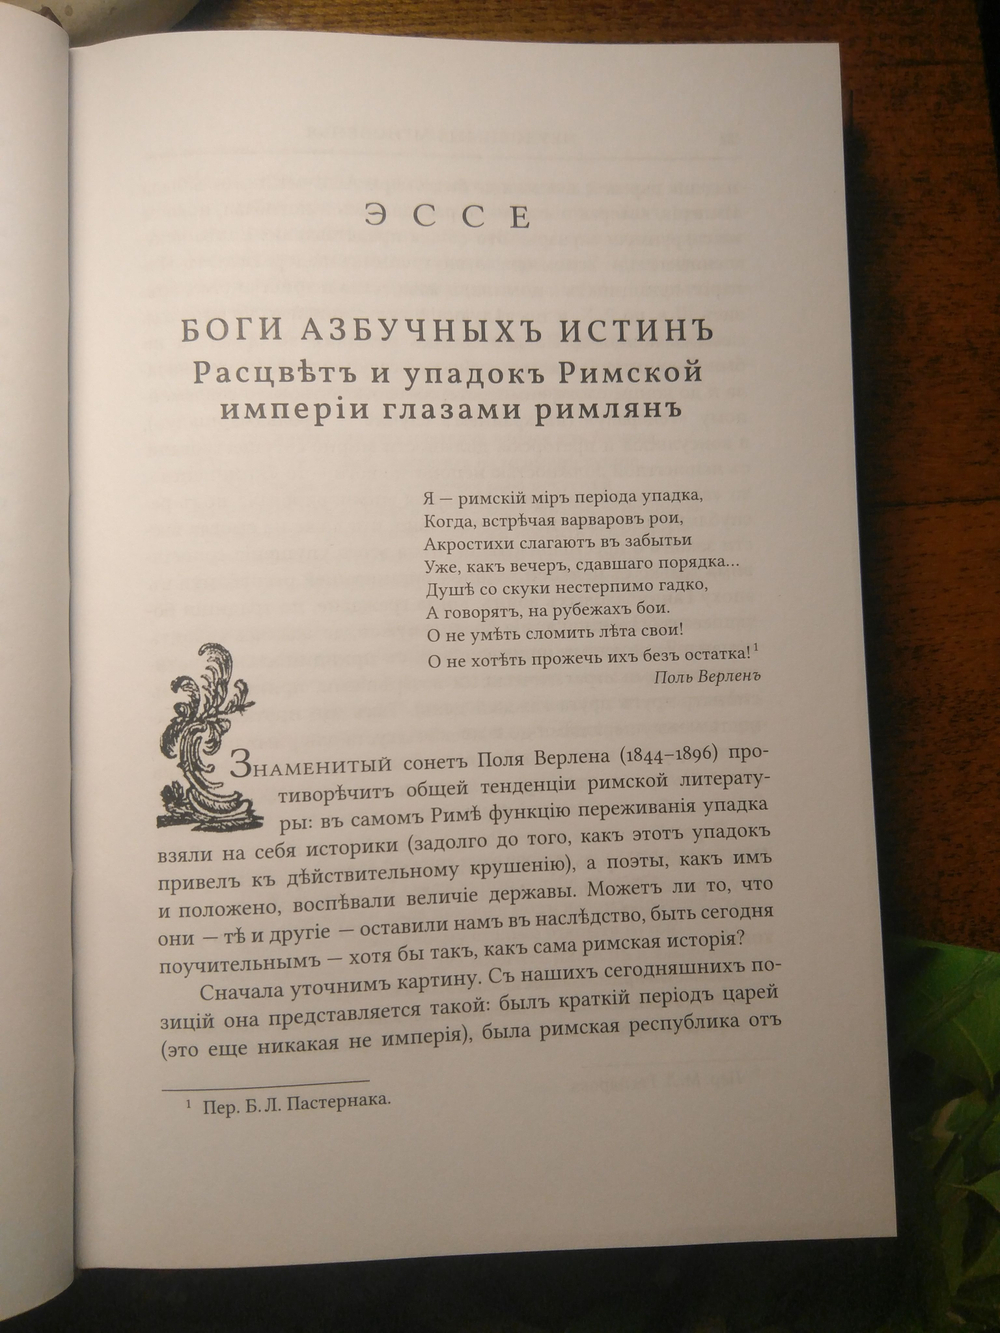 ЭССЕ
БОГИ АЗБУЧНЫХЪ ИСТИНЪ
Расцвѣтъ и упадокъ Римской
имперіи глазами римлянъ
Я — римскій міръ періода упадка,
Когда, встрѣчая варваровъ рои,
Акростихи слагаютъ въ забытьи
Уже, какъ вечеръ, сдавшаго порядка...
Душѣ со скуки нестерпимо гадко,
А говорятъ, на рубежахъ бои.
О не умѣть сломить лѣта свои!
О не хотѣть прожечь ихъ безъ остатка!¹
Поль Верленъ
Знаменитый сонетъ Поля Верлена (1844–1896) про-
тиворѣчитъ общей тенденціи римской литерату-
ры: въ самомъ Римѣ функцію переживанія упадка
взяли на себя историки (задолго до того, какъ этотъ упадокъ
привелъ къ дѣйствительному крушенію), а поэты, какъ имъ
и положено, воспѣвали величіе державы. Можетъ ли то, что
они — тѣ и другіе — оставили намъ въ наслѣдство, быть сегодня
поучительнымъ — хотя бы такъ, какъ сама римская исторія?
Сначала уточнимъ картину. Съ нашихъ сегодняшнихъ по-
зицій она представляется такой: былъ краткій періодъ царей
(это еще никакая не имперія), была римская республика отъ
¹ Пер. Б. Л. Пастернака.